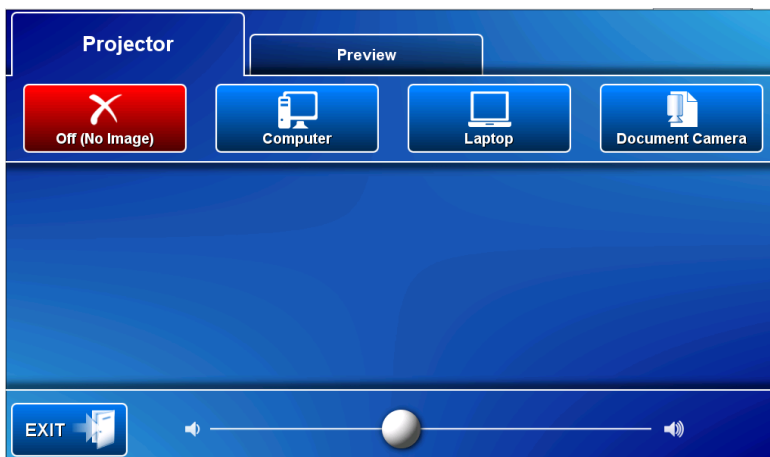 Projector
Preview
Off (No Image)
Computer
Laptop
Document Camera
EXIT